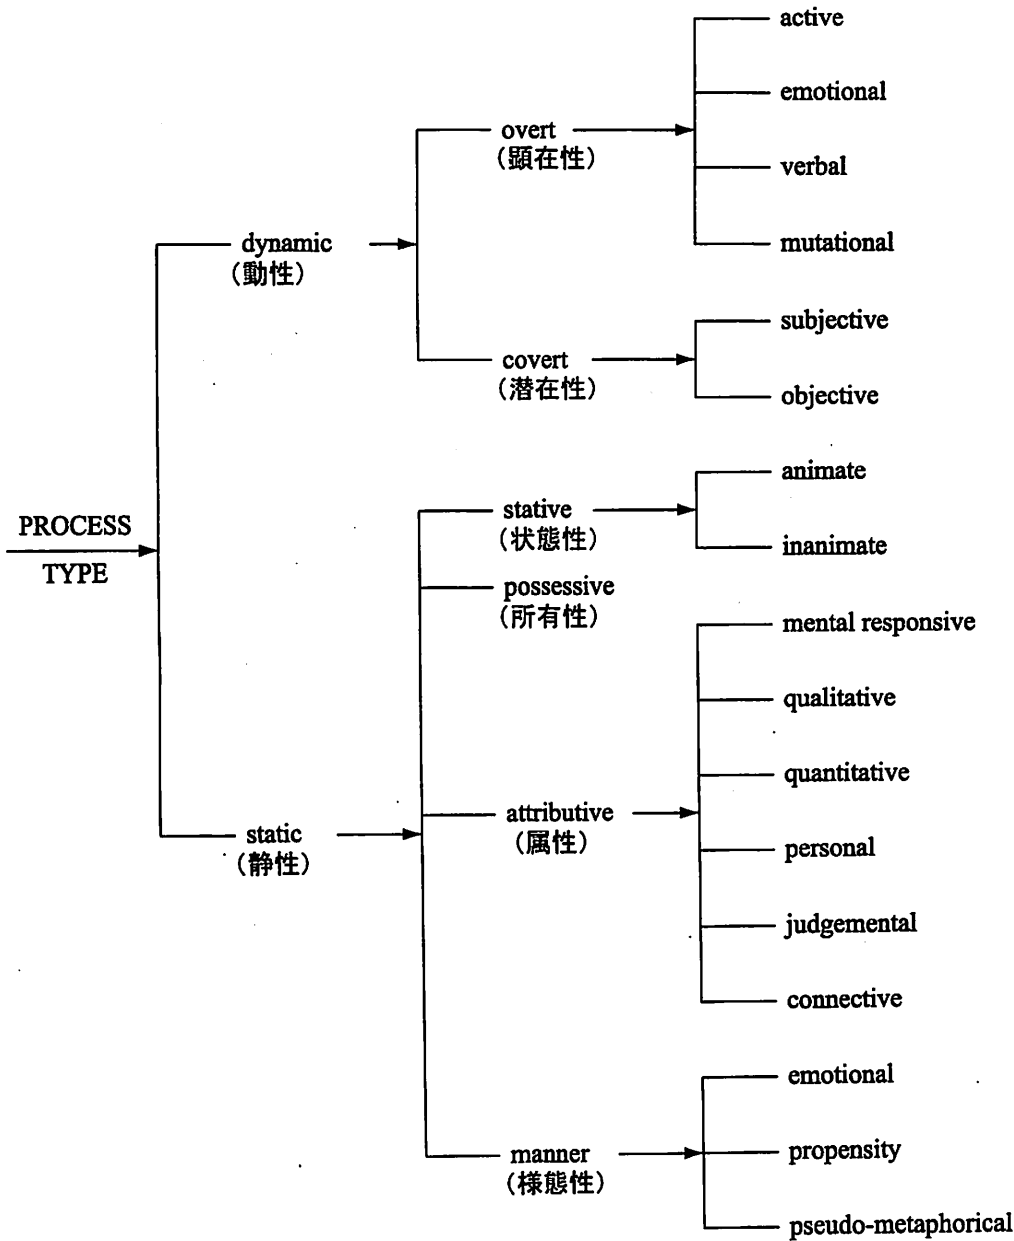 active
emotional
overt
（顕在性）
verbal
dynamic
（動性）
mutational
subjective
covert
（潜在性）
objective
animate
stative
（状態性）
PROCESS
TYPE
inanimate
possessive
（所有性）
mental responsive
qualitative
quantitative
attributive
（属性）
static
（静性）
personal
judgemental
connective
emotional
manner
（様態性）
propensity
pseudo-metaphorical